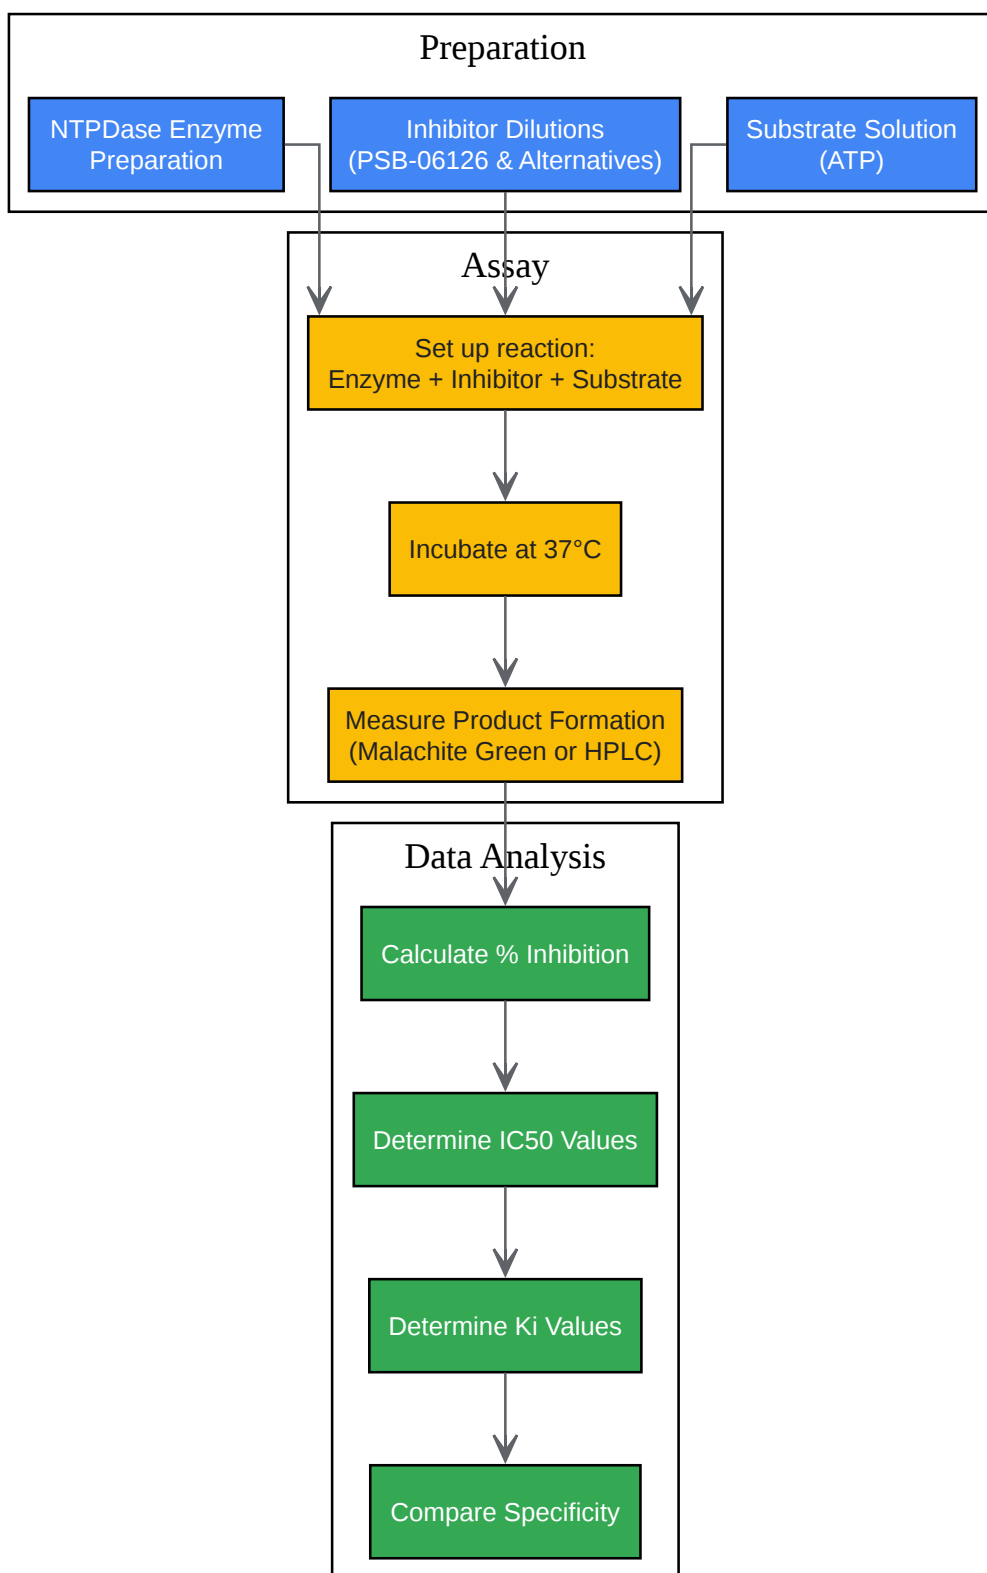 Preparation
NTPDase Enzyme
Preparation
Inhibitor Dilutions
(PSB-06126 & Alternatives)
Substrate Solution
(ATP)
Assay
Set up reaction:
Enzyme + Inhibitor + Substrate
Incubate at 37°C
Measure Product Formation
(Malachite Green or HPLC)
Data Analysis
Calculate % Inhibition
Determine IC50 Values
Determine Ki Values
Compare Specificity